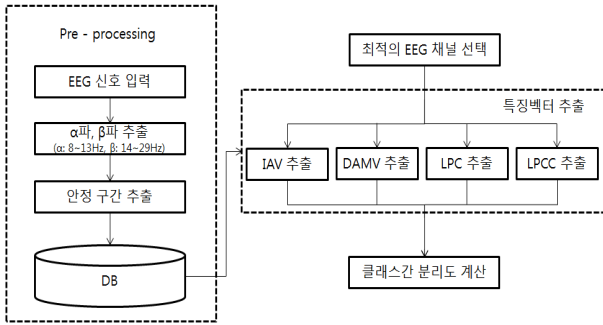 Pre - processing
EEG 신호 입력
α파, β파 추출
(α: 8~13Hz, β: 14~29Hz)
안정 구간 추출
DB
최적의 EEG 채널 선택
특징벡터 추출
IAV 추출
DAMV 추출
LPC 추출
LPCC 추출
클래스간 분리도 계산